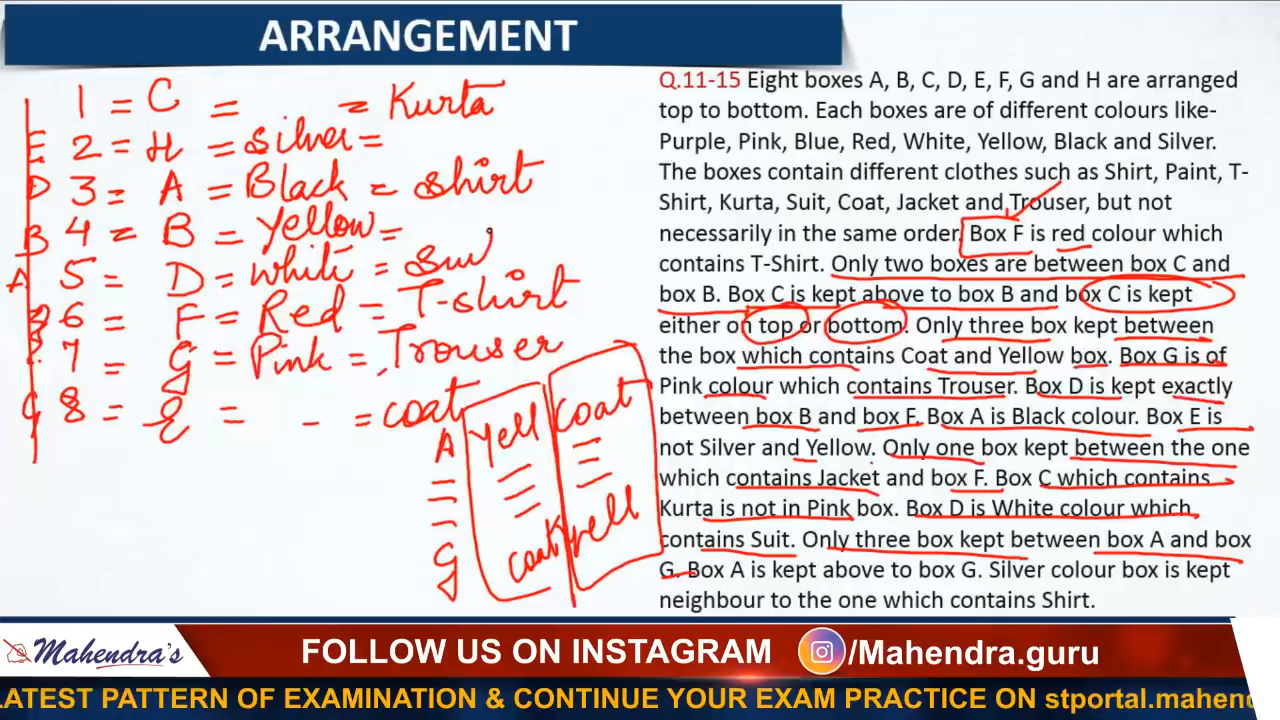 ARRANGEMENT
1 = C = = Kurta
E 2 = H = Silver =
D 3 = A = Black = Shirt
B 4 = B = Yellow =
A 5 = D = White = Sui
6 = F = Red = T-shirt
7 = G = Pink = Trouser
8 = E = - = coat
A
G
Yell
coat
Coat
yell
Q.11-15 Eight boxes A, B, C, D, E, F, G and H are arranged
top to bottom. Each boxes are of different colours like-
Purple, Pink, Blue, Red, White, Yellow, Black and Silver.
The boxes contain different clothes such as Shirt, Paint, T-
Shirt, Kurta, Suit, Coat, Jacket and Trouser, but not
necessarily in the same order. Box F is red colour which
contains T-Shirt. Only two boxes are between box C and
box B. Box C is kept above to box B and box C is kept
either on top or bottom. Only three box kept between
the box which contains Coat and Yellow box. Box G is of
Pink colour which contains Trouser. Box D is kept exactly
between box B and box F. Box A is Black colour. Box E is
not Silver and Yellow. Only one box kept between the one
which contains Jacket and box F. Box C which contains
Kurta is not in Pink box. Box D is White colour which
contains Suit. Only three box kept between box A and box
G. Box A is kept above to box G. Silver colour box is kept
neighbour to the one which contains Shirt.
Mahendra's
FOLLOW US ON INSTAGRAM /Mahendra.guru
LATEST PATTERN OF EXAMINATION & CONTINUE YOUR EXAM PRACTICE ON stportal.mahend